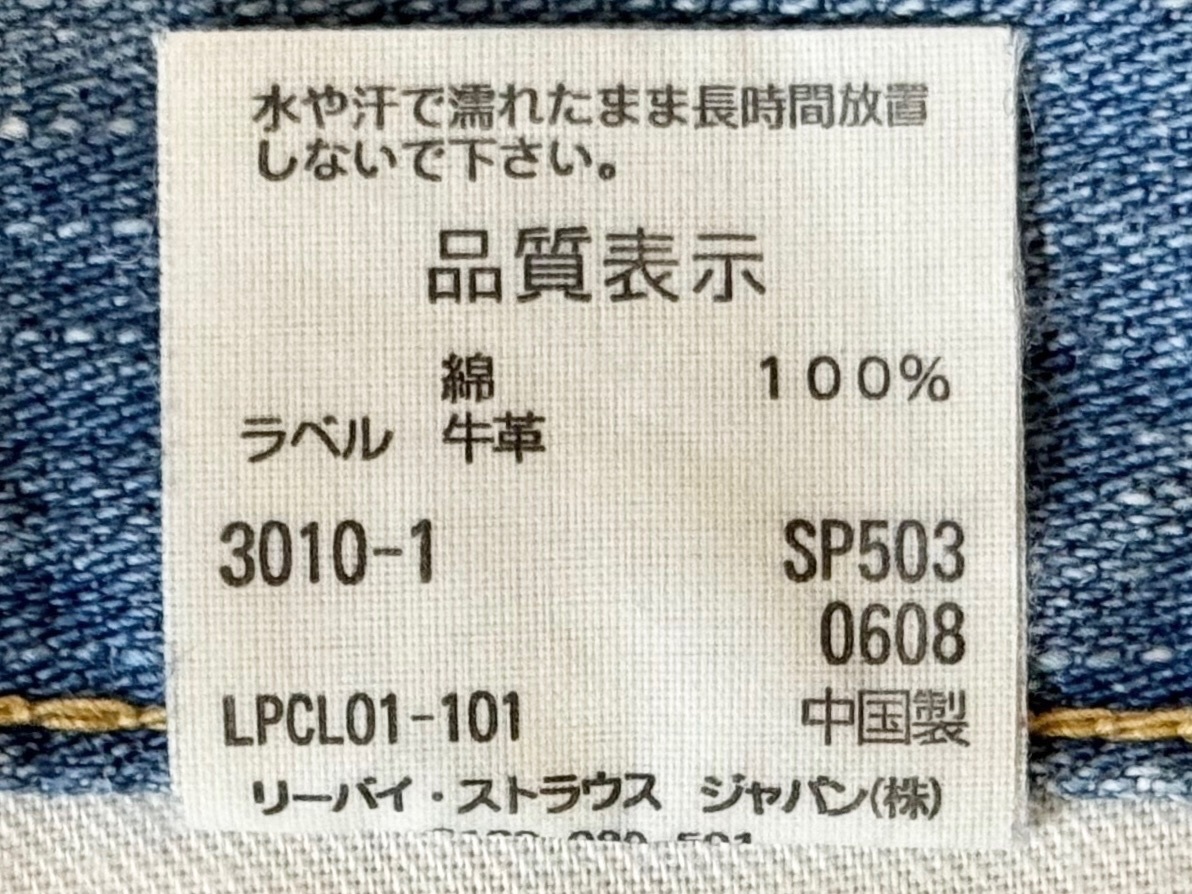 水や汗で濡れたまま長時間放置
しないで下さい。
品質表示
綿 100%
ラベル 牛革
3010-1 SP503
0608
LPCL01-101 中国製
リーバイ・ストラウス ジャパン(株)